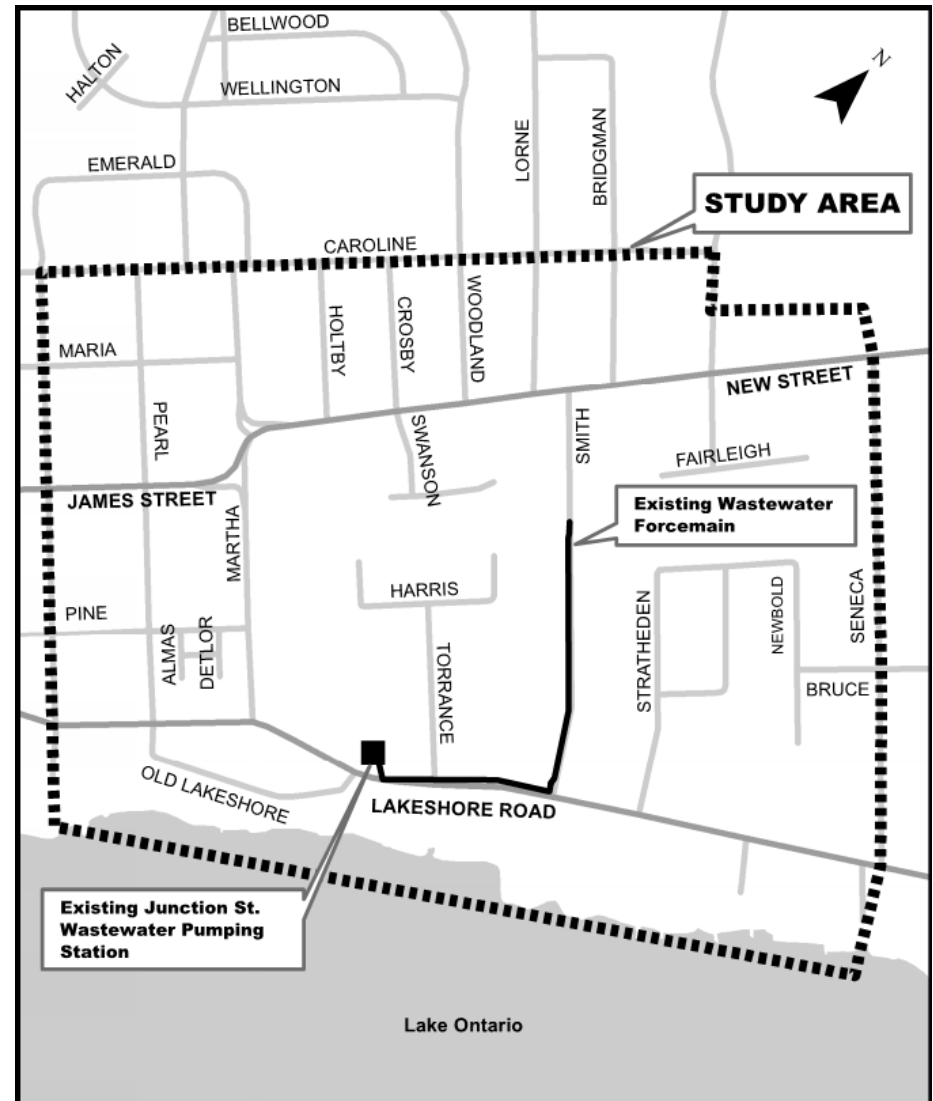 BELLWOOD
HALTON
WELLINGTON
N
EMERALD
LORNE
BRIDGMAN
STUDY AREA
CAROLINE
HOLTBY
CROSBY
WOODLAND
MARIA
PEARL
NEW STREET
SWANSON
SMITH
FAIRLEIGH
JAMES STREET
MARTHA
Existing Wastewater
Forcemain
HARRIS
PINE
ALMAS
DETLOR
TORRANCE
STRATHEDEN
NEWBOLD
SENECA
BRUCE
OLD LAKESHORE
LAKESHORE ROAD
Existing Junction St.
Wastewater Pumping
Station
Lake Ontario